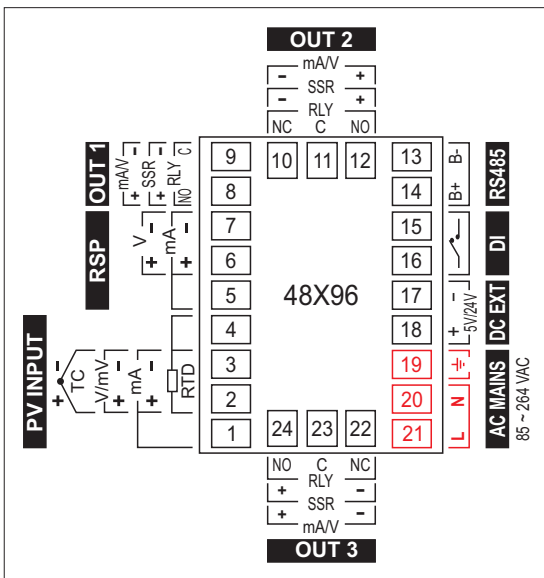 OUT 2
mA/V
- +
SSR
- +
RLY
NC C NO
10 11 12
OUT 1
mA/V
+ -
SSR
+ -
RLY
NO C
9
8
RSP
V
+ -
mA
+ -
7
6
5
PV INPUT
TC
+ -
V/mV
+ -
mA
+ -
RTD
4
3
2
1
48X96
13
14
B-
B+
RS485
15
16
DI
17
18
- 
+
5V/24V
DC EXT
19
20
21
N
L
AC MAINS
85 ~ 264 VAC
24 23 22
NO C NC
RLY
+ -
SSR
+ -
mA/V
OUT 3